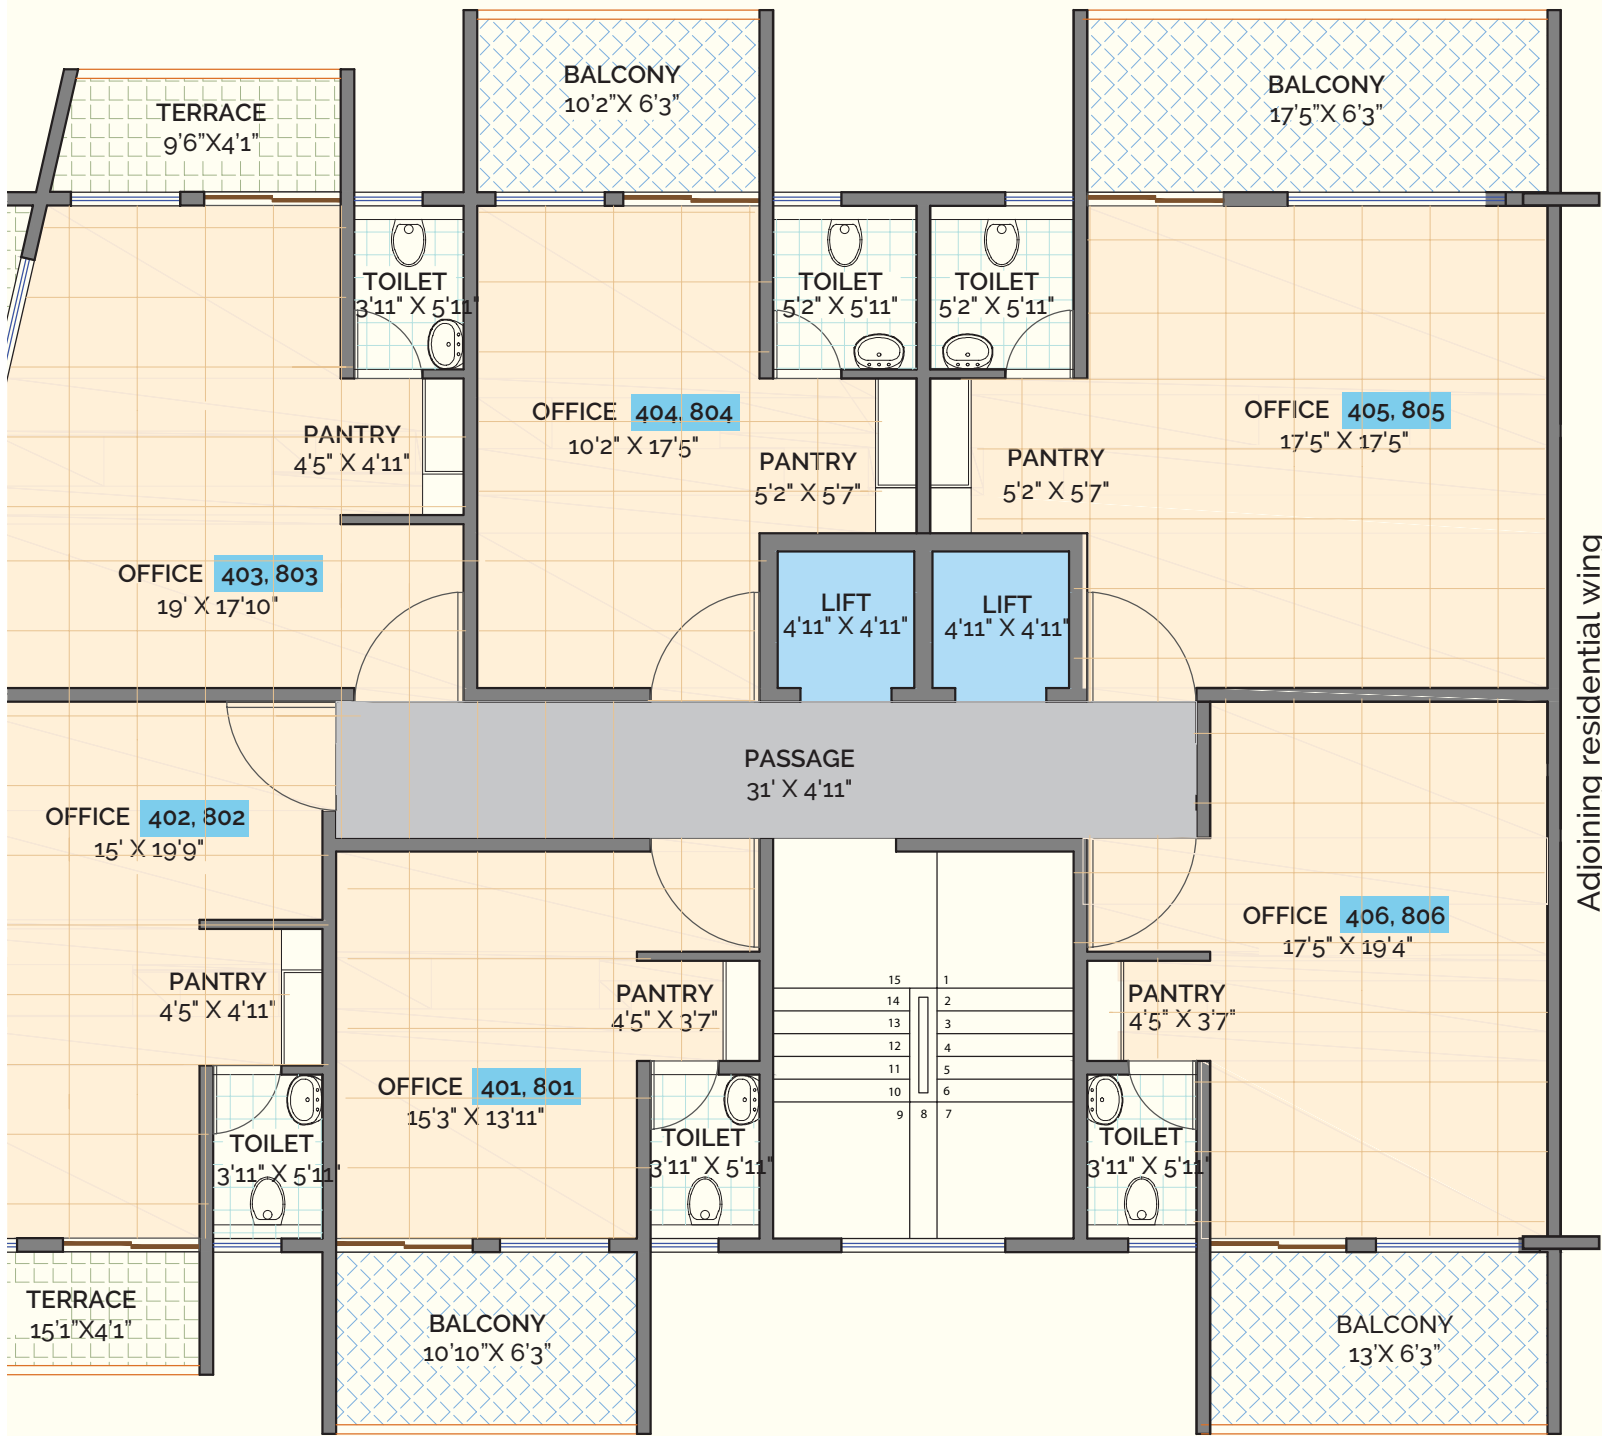 BALCONY
10'2”X 6'3”
BALCONY
17'5”X 6'3”
TERRACE
9'6”X4'1”
TOILET
3'11" X 5'11"
TOILET
5'2" X 5'11"
TOILET
5'2" X 5'11"
OFFICE 404, 804
10'2" X 17'5"
OFFICE 405, 805
17'5" X 17'5"
PANTRY
4'5" X 4'11"
PANTRY
5'2" X 5'7"
PANTRY
5'2" X 5'7"
OFFICE 403, 803
19' X 17'10"
LIFT
4'11" X 4'11"
LIFT
4'11" X 4'11"
Adjoining residential wing
PASSAGE
31' X 4'11"
OFFICE 402, 802
15' X 19'9"
OFFICE 406, 806
17'5" X 19'4"
PANTRY
4'5" X 4'11"
PANTRY
4'5" X 3'7"
15 1
14 2
13 3
12 4
11 5
10 6
9 8 7
PANTRY
4'5" X 3'7"
OFFICE 401, 801
15'3" X 13'11"
TOILET
3'11" X 5'11"
TOILET
3'11" X 5'11"
TOILET
3'11" X 5'11"
TERRACE
15'1”X4'1”
BALCONY
10'10”X 6'3”
BALCONY
13'X 6'3”